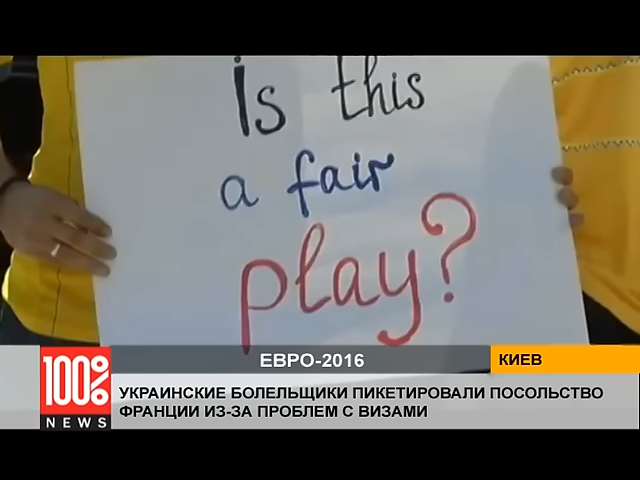 Is this
a fair
play?
ЕВРО-2016
КИЕВ
100%
NEWS
УКРАИНСКИЕ БОЛЕЛЬЩИКИ ПИКЕТИРОВАЛИ ПОСОЛЬСТВО
ФРАНЦИИ ИЗ-ЗА ПРОБЛЕМ С ВИЗАМИ